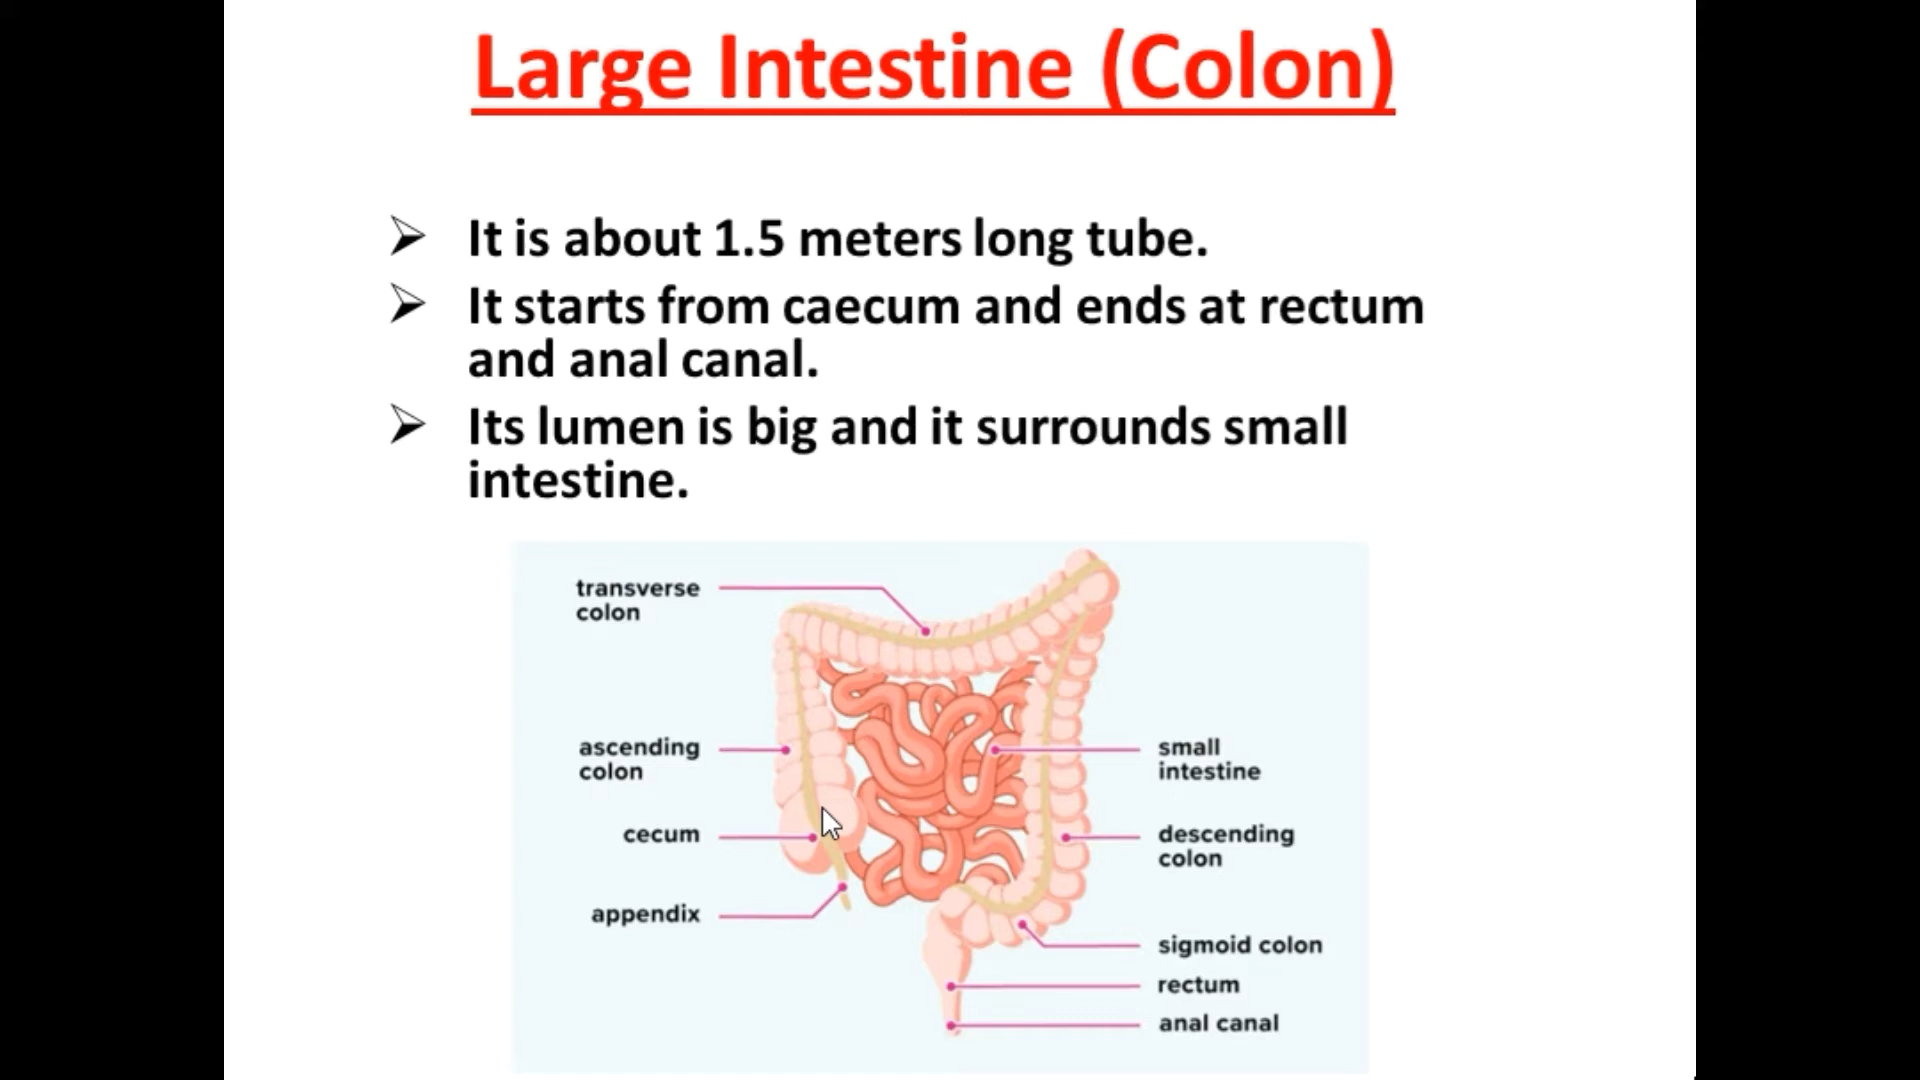 Large Intestine (Colon)
It is about 1.5 meters long tube.
It starts from caecum and ends at rectum
and anal canal.
Its lumen is big and it surrounds small
intestine.
transverse
colon
ascending
colon
cecum
appendix
small
intestine
descending
colon
sigmoid colon
rectum
anal canal